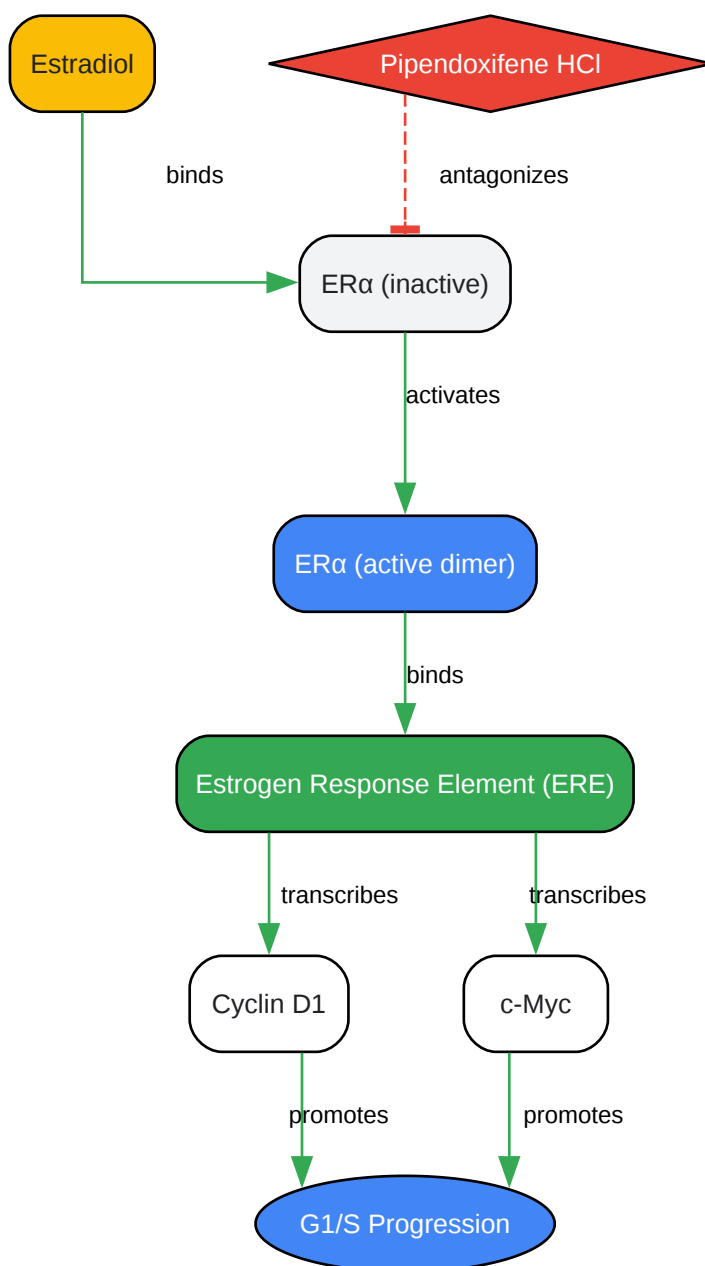 Estradiol
Pipendoxifene HCl
binds
antagonizes
ERα (inactive)
activates
ERα (active dimer)
binds
Estrogen Response Element (ERE)
transcribes
transcribes
Cyclin D1
c-Myc
promotes
promotes
G1/S Progression